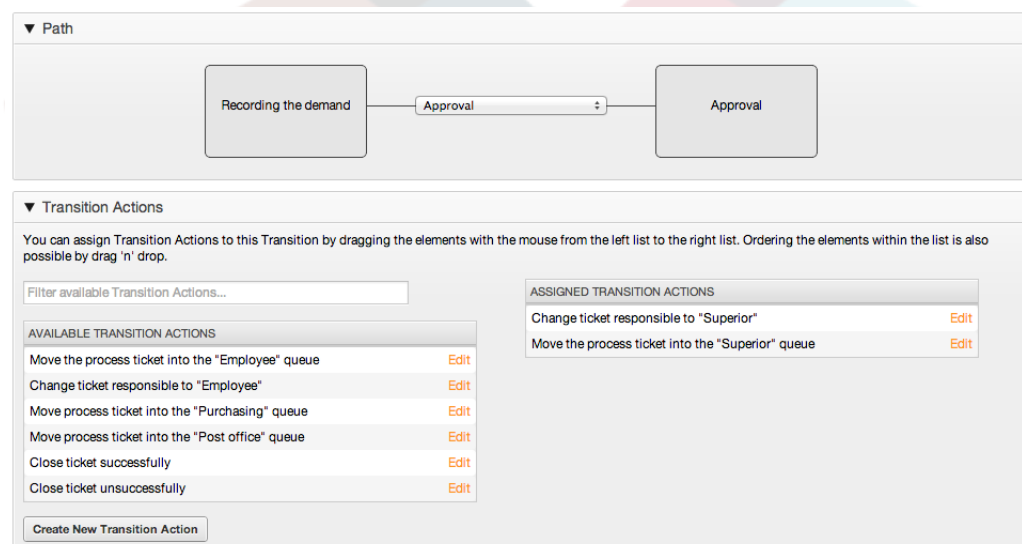 ▼ Path
Recording the demand
Approval
Approval
▼ Transition Actions
You can assign Transition Actions to this Transition by dragging the elements with the mouse from the left list to the right list. Ordering the elements within the list is also
possible by drag 'n' drop.
Filter available Transition Actions...
AVAILABLE TRANSITION ACTIONS
Move the process ticket into the "Employee" queue Edit
Change ticket responsible to "Employee" Edit
Move process ticket into the "Purchasing" queue Edit
Move process ticket into the "Post office" queue Edit
Close ticket successfully Edit
Close ticket unsuccessfully Edit
Create New Transition Action
ASSIGNED TRANSITION ACTIONS
Change ticket responsible to "Superior" Edit
Move the process ticket into the "Superior" queue Edit